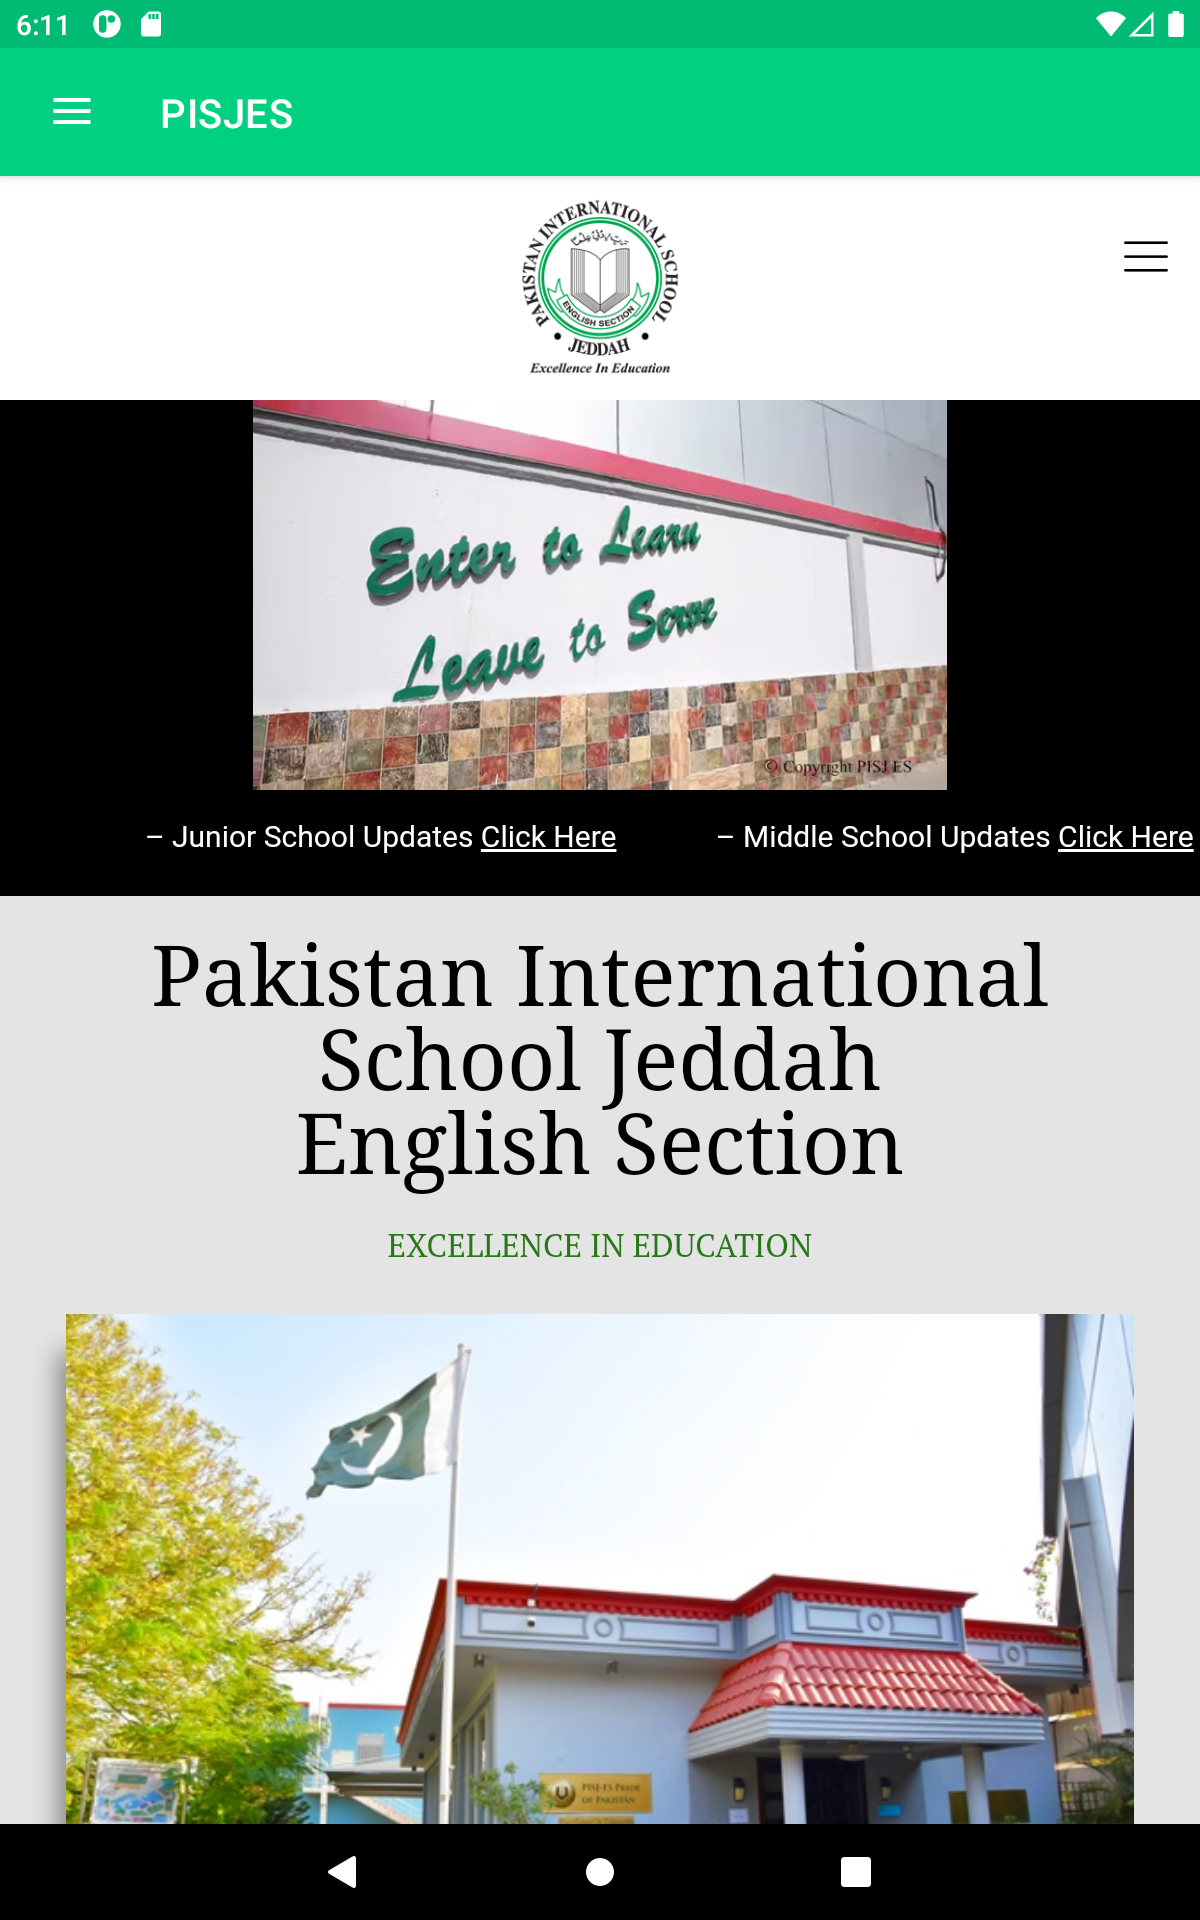 6:11
PISJES
PAKISTAN INTERNATIONAL SCHOOL
ENGLISH SECTION
• JEDDAH •
Excellence In Education
Enter to Learn
Leave to Serve
© Copyright PISJ ES
– Junior School Updates Click Here – Middle School Updates Click Here
Pakistan International
School Jeddah
English Section
EXCELLENCE IN EDUCATION
PISJ-ES PRIDE
OF PAKISTAN